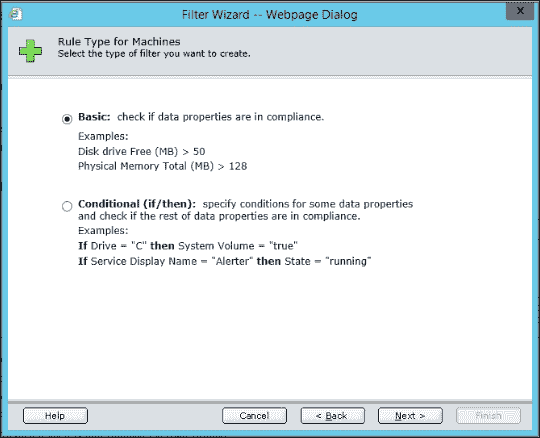 Filter Wizard -- Webpage Dialog
x
Rule Type for Machines
Select the type of filter you want to create.
Basic: check if data properties are in compliance.
Examples:
Disk drive Free (MB) > 50
Physical Memory Total (MB) > 128
Conditional (if/then): specify conditions for some data properties
and check if the rest of data properties are in compliance.
Examples:
If Drive = "C" then System Volume = "true"
If Service Display Name = "Alerter" then State = "running"
Help Cancel < Back Next > Finish